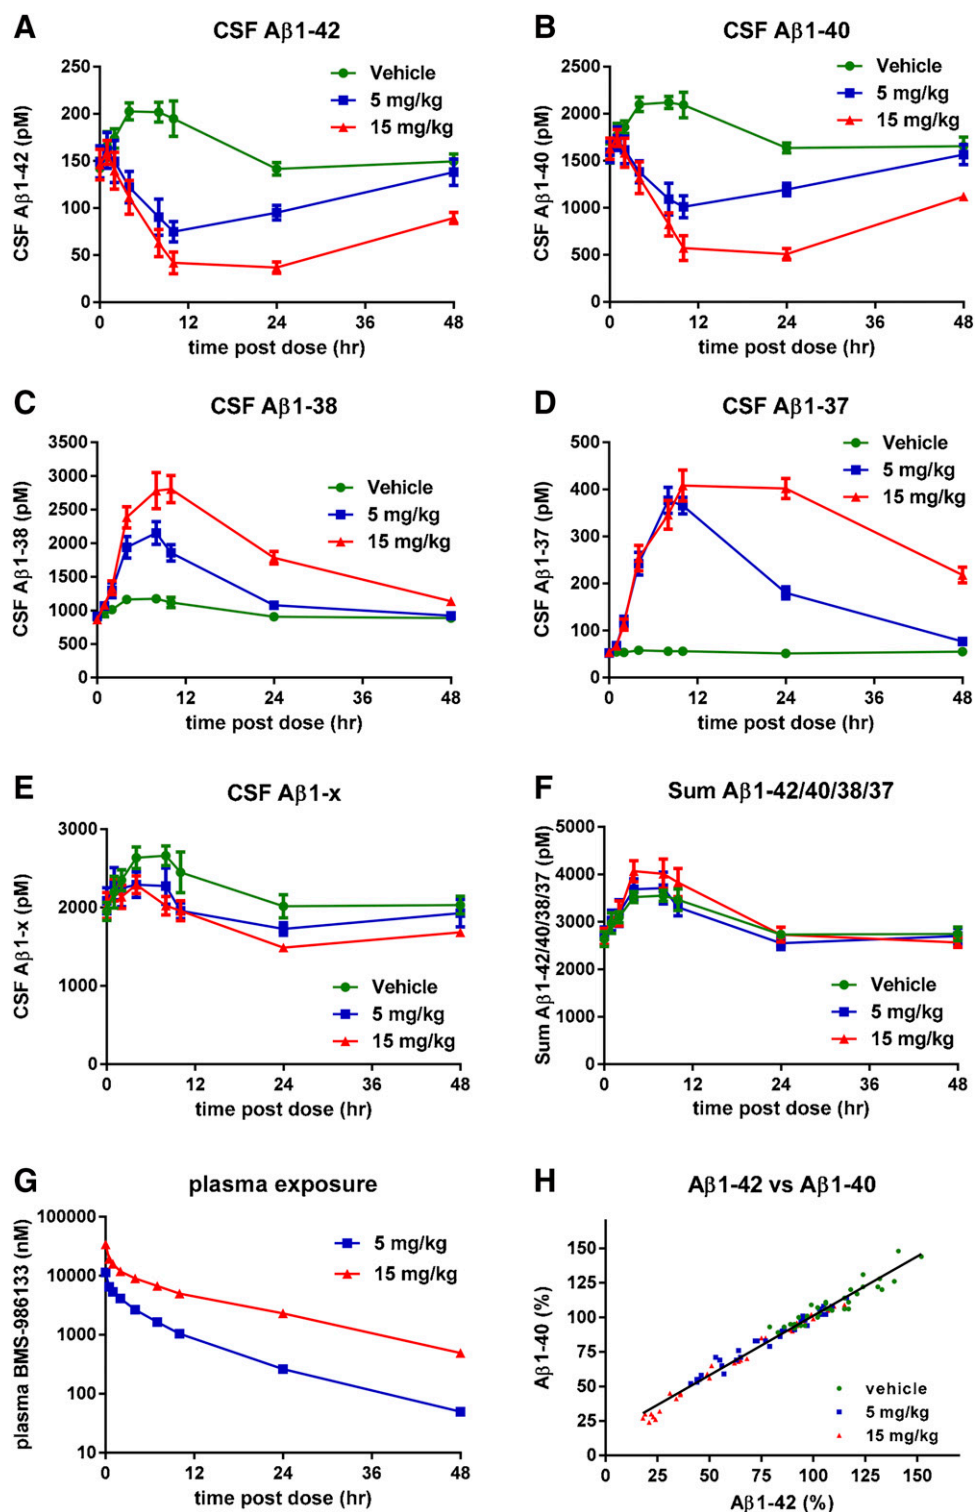 A
CSF Aβ1-42
CSF Aβ1-42 (pM)
250
200
150
100
50
0
Vehicle
5 mg/kg
15 mg/kg
0 12 24 36 48
time post dose (hr)
B
CSF Aβ1-40
CSF Aβ1-40 (pM)
2500
2000
1500
1000
500
0
Vehicle
5 mg/kg
15 mg/kg
0 12 24 36 48
time post dose (hr)
C
CSF Aβ1-38
CSF Aβ1-38 (pM)
3500
3000
2500
2000
1500
1000
500
0
Vehicle
5 mg/kg
15 mg/kg
0 12 24 36 48
time post dose (hr)
D
CSF Aβ1-37
CSF Aβ1-37 (pM)
500
400
300
200
100
0
Vehicle
5 mg/kg
15 mg/kg
0 12 24 36 48
time post dose (hr)
E
CSF Aβ1-x
CSF Aβ1-x (pM)
3000
2000
1000
0
Vehicle
5 mg/kg
15 mg/kg
0 12 24 36 48
time post dose (hr)
F
Sum Aβ1-42/40/38/37
Sum Aβ1-42/40/38/37 (pM)
5000
4000
3000
2000
1000
0
Vehicle
5 mg/kg
15 mg/kg
0 12 24 36 48
time post dose (hr)
G
plasma exposure
plasma BMS-986133 (nM)
100000
10000
1000
100
10
5 mg/kg
15 mg/kg
0 12 24 36 48
time post dose (hr)
H
Aβ1-42 vs Aβ1-40
Aβ1-40 (%)
150
125
100
75
50
25
0
vehicle
5 mg/kg
15 mg/kg
0 25 50 75 100 125 150
Aβ1-42 (%)